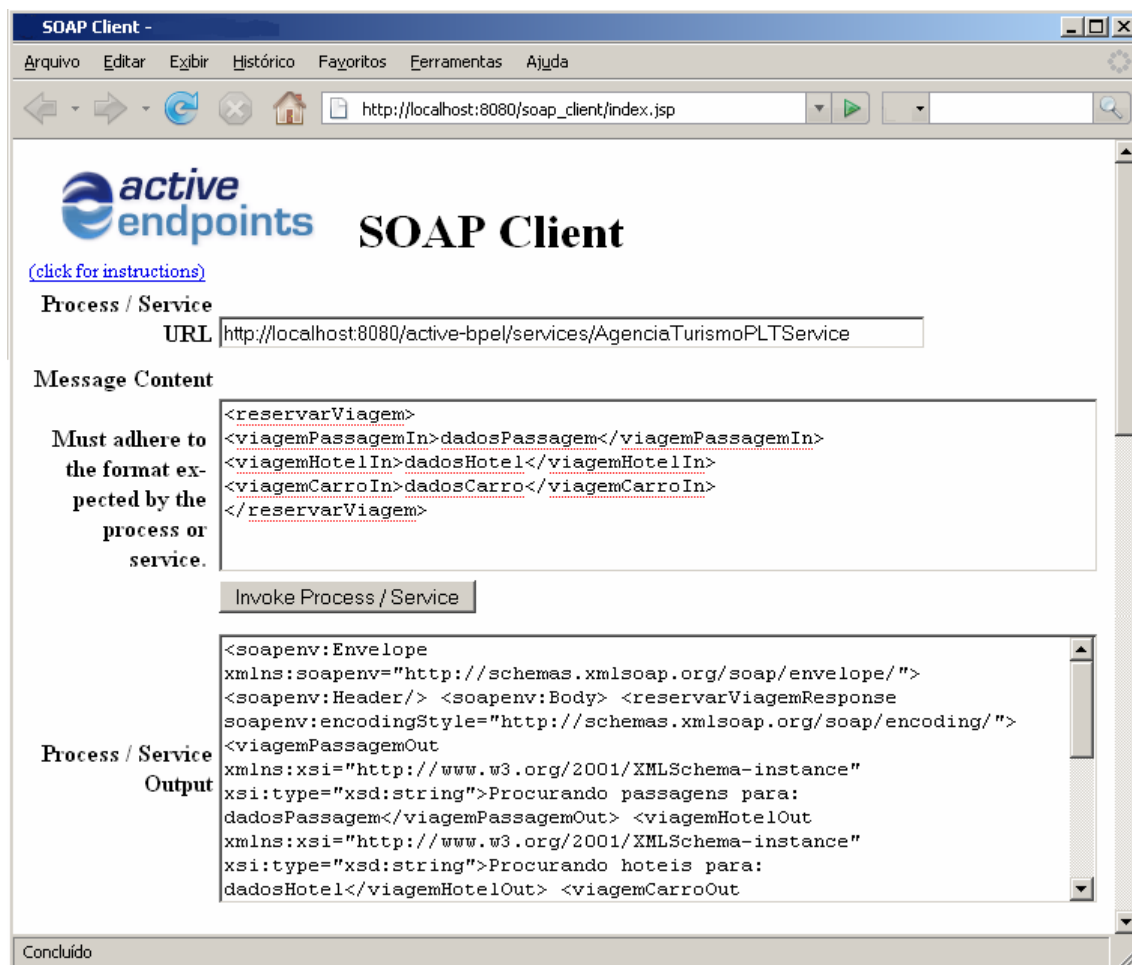 SOAP Client -
Arquivo Editar Exibir Histórico Favoritos Ferramentas Ajuda
http://localhost:8080/soap_client/index.jsp
active
endpoints
SOAP Client
(click for instructions)
Process / Service
URL
http://localhost:8080/active-bpel/services/AgenciaTurismoPLTService
Message Content
Must adhere to
the format ex-
pected by the
process or
service.
<reservarViagem>
<viagemPassagemIn>dadosPassagem</viagemPassagemIn>
<viagemHotelIn>dadosHotel</viagemHotelIn>
<viagemCarroIn>dadosCarro</viagemCarroIn>
</reservarViagem>
Invoke Process / Service
Process / Service
Output
<soapenv:Envelope
xmlns:soapenv="http://schemas.xmlsoap.org/soap/envelope/">
<soapenv:Header/> <soapenv:Body> <reservarViagemResponse
soapenv:encodingStyle="http://schemas.xmlsoap.org/soap/encoding/">
<viagemPassagemOut
xmlns:xsi="http://www.w3.org/2001/XMLSchema-instance"
xsi:type="xsd:string">Procurando passagens para:
dadosPassagem</viagemPassagemOut> <viagemHotelOut
xmlns:xsi="http://www.w3.org/2001/XMLSchema-instance"
xsi:type="xsd:string">Procurando hoteis para:
dadosHotel</viagemHotelOut> <viagemCarroOut
Concluído